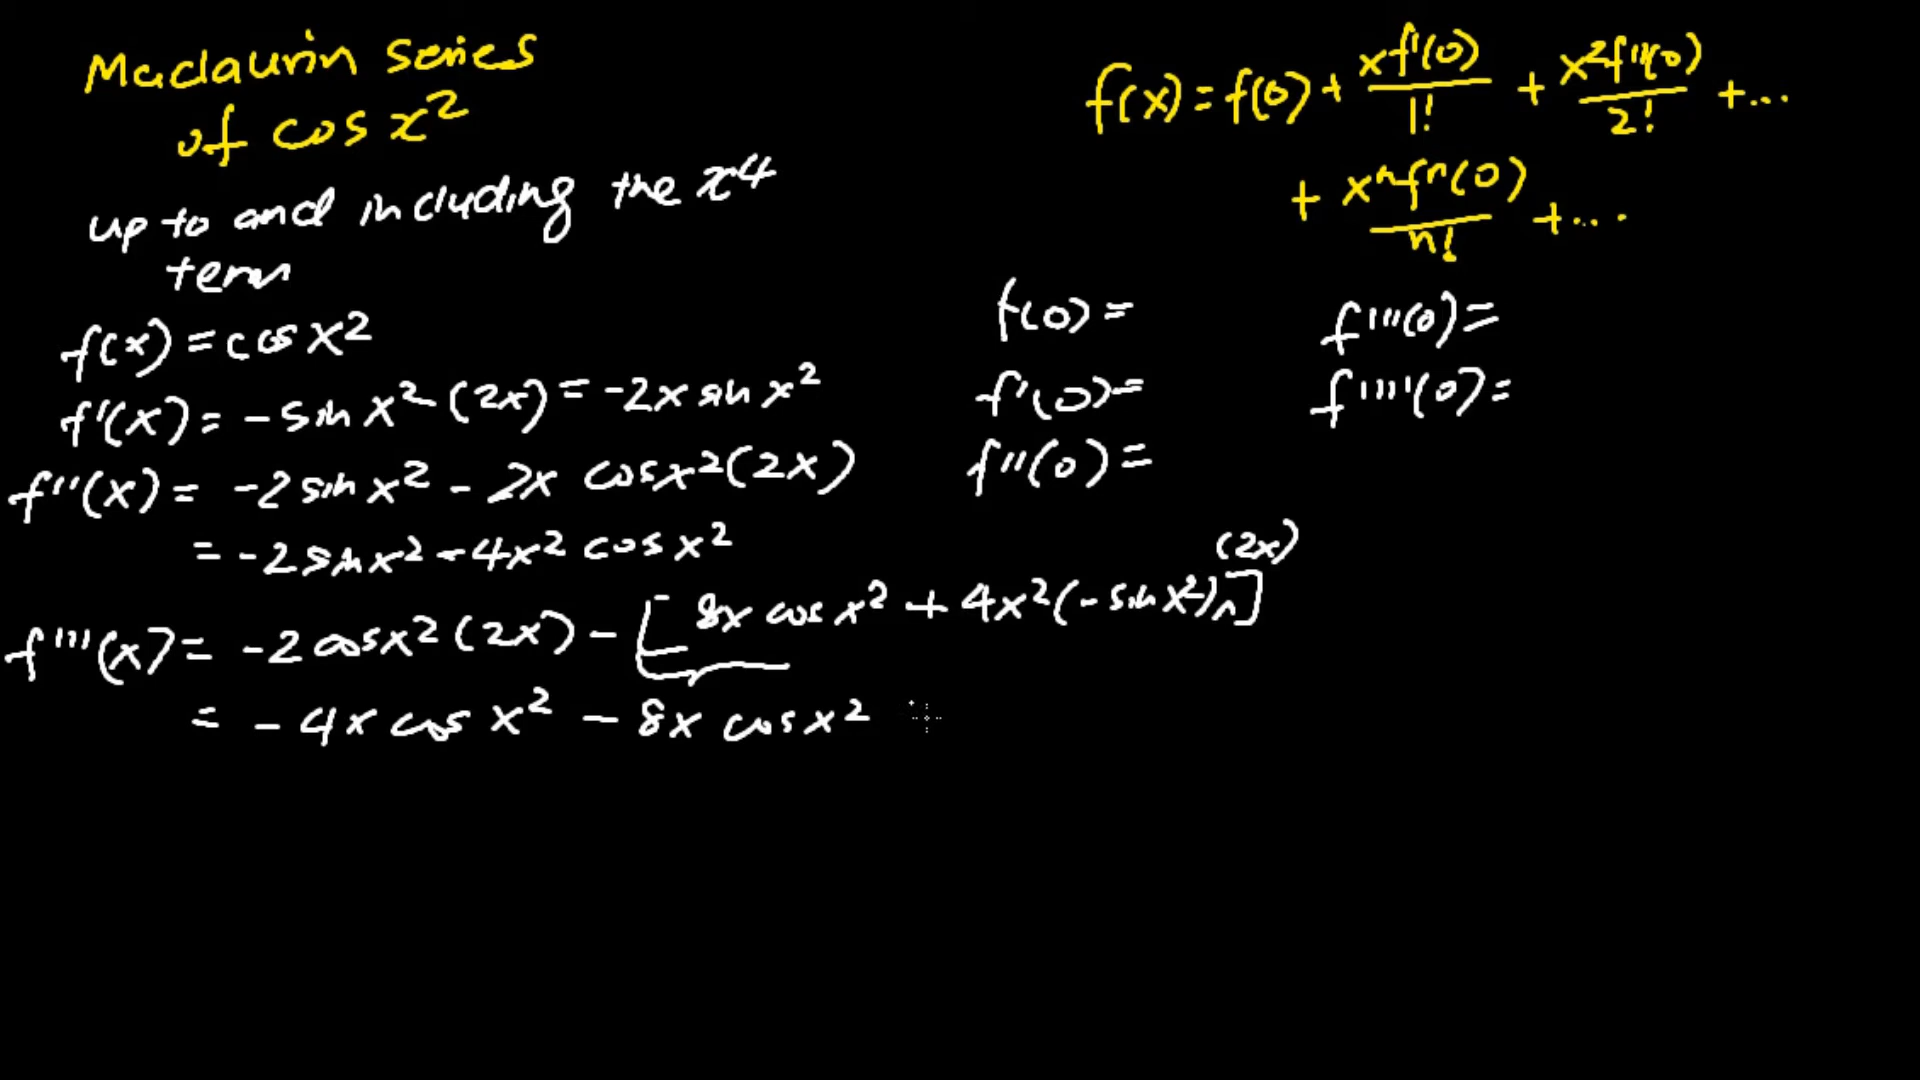 Maclaurin series
of cos x²
up to and including the x⁴
term
f(x) = f(0) + xf'(0)/1! + x²f''(0)/2! + ...
+ xⁿfⁿ(0)/n! + ...
f(x) = cos x²
f'(x) = - sin x² (2x) = -2x sin x²
f''(x) = -2 sin x² - 2x cos x² (2x)
= -2 sin x² - 4x² cos x²
f'''(x) = -2 cos x² (2x) - [8x cos x² + 4x² (- sin x²)]
(2x)
= - 4x cos x² - 8x cos x²
f(0) =
f'(0) =
f''(0) =
f'''(0) =
f''''(0) =